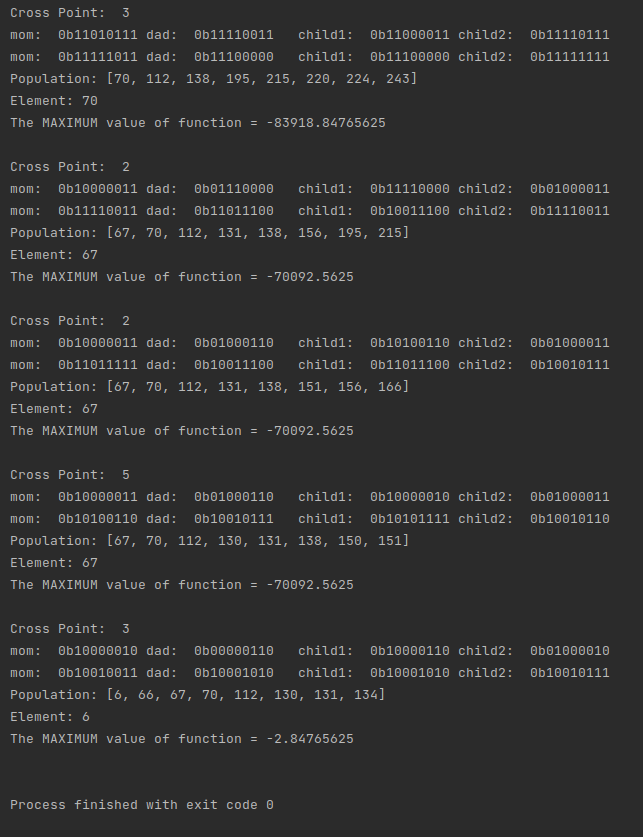 Cross Point:  3
mom:  0b11010111 dad:  0b11110011   child1:  0b11000011 child2:  0b11110111
mom:  0b11111011 dad:  0b11100000   child1:  0b11100000 child2:  0b11111111
Population: [70, 112, 138, 195, 215, 220, 224, 243]
Element: 70
The MAXIMUM value of function = -83918.84765625
Cross Point:  2
mom:  0b10000011 dad:  0b01110000   child1:  0b11110000 child2:  0b01000011
mom:  0b11110011 dad:  0b11011100   child1:  0b10011100 child2:  0b11110011
Population: [67, 70, 112, 131, 138, 156, 195, 215]
Element: 67
The MAXIMUM value of function = -70092.5625
Cross Point:  2
mom:  0b10000011 dad:  0b01000110   child1:  0b10100110 child2:  0b01000011
mom:  0b11011111 dad:  0b10011100   child1:  0b11011100 child2:  0b10010111
Population: [67, 70, 112, 131, 138, 151, 156, 166]
Element: 67
The MAXIMUM value of function = -70092.5625
Cross Point:  5
mom:  0b10000011 dad:  0b01000110   child1:  0b10000010 child2:  0b01000011
mom:  0b10100110 dad:  0b10010111   child1:  0b10101111 child2:  0b10010110
Population: [67, 70, 112, 130, 131, 138, 150, 151]
Element: 67
The MAXIMUM value of function = -70092.5625
Cross Point:  3
mom:  0b10000010 dad:  0b00000110   child1:  0b10000110 child2:  0b01000010
mom:  0b10010011 dad:  0b10001010   child1:  0b10001010 child2:  0b10010111
Population: [6, 66, 67, 70, 112, 130, 131, 134]
Element: 6
The MAXIMUM value of function = -2.84765625
Process finished with exit code 0